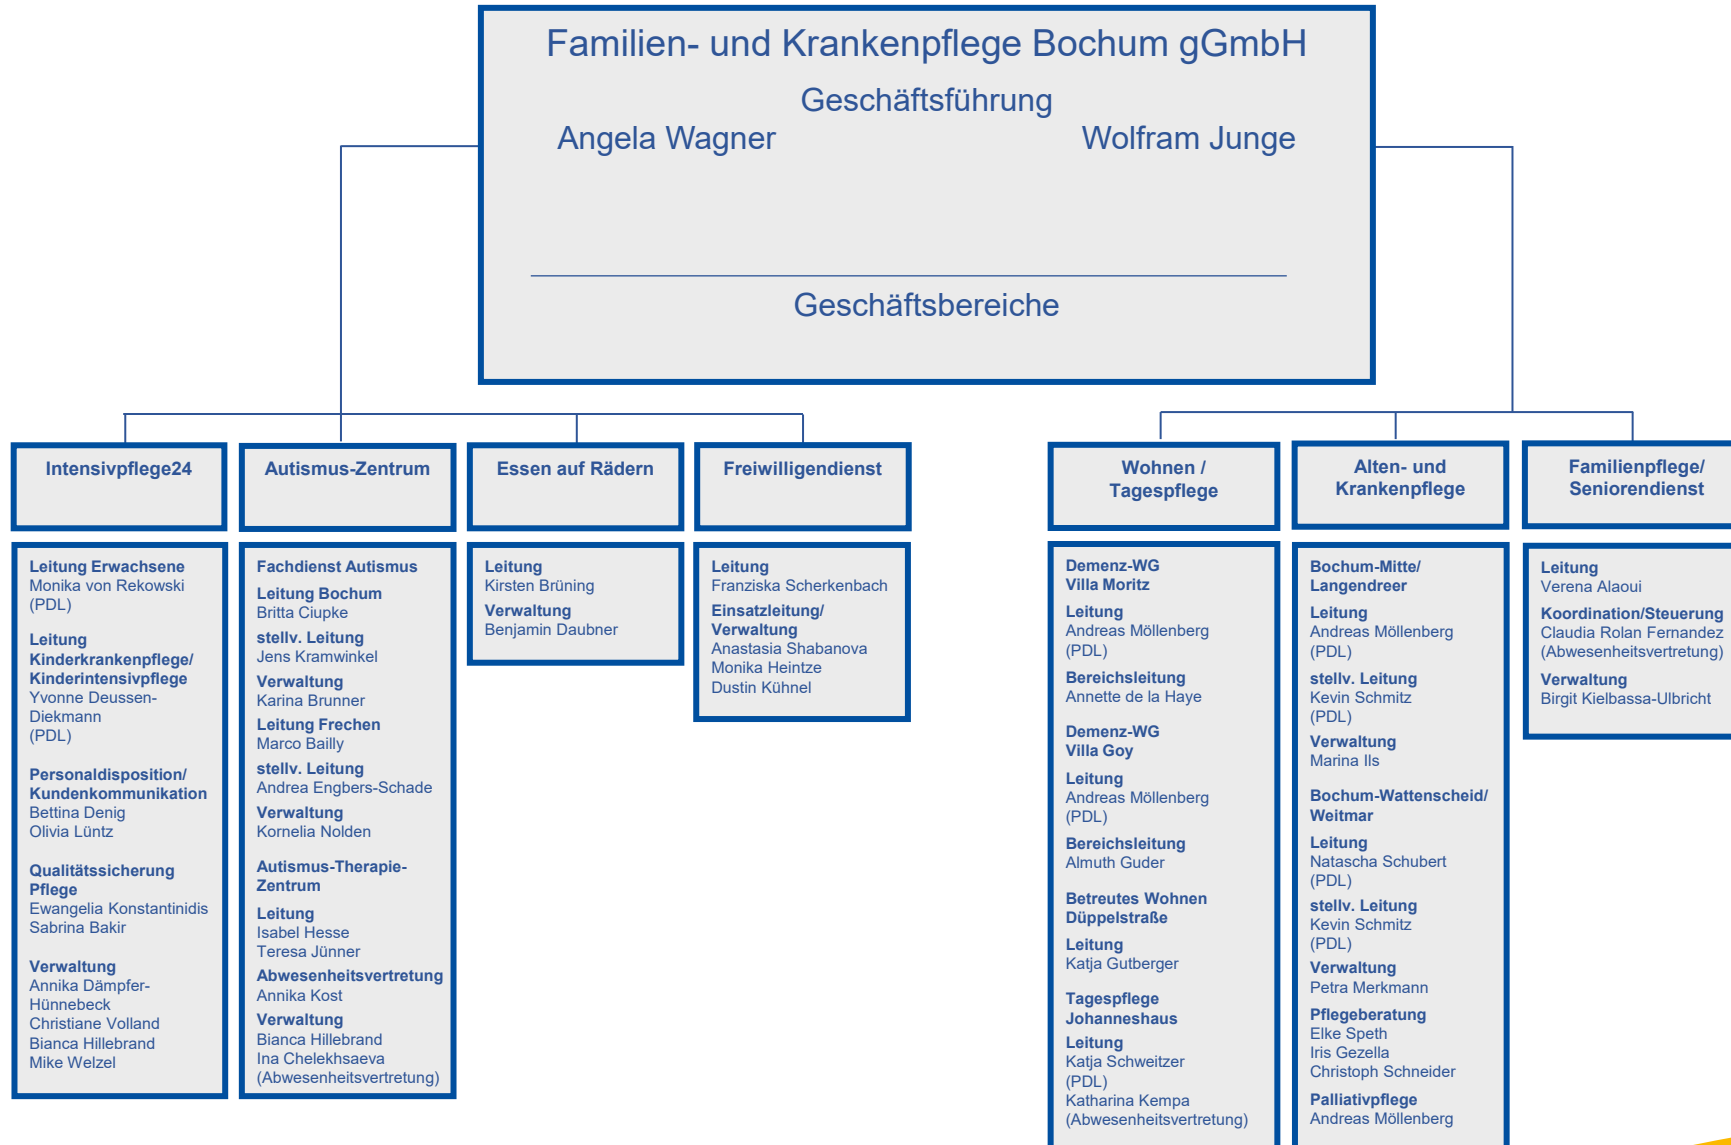 Familien- und Krankenpflege Bochum gGmbH
Geschäftsführung
Angela Wagner
Wolfram Junge
Geschäftsbereiche
Intensivpflege24
Leitung Erwachsene
Monika von Rekowski
(PDL)
Leitung
Kinderkrankenpflege/
Kinderintensivpflege
Yvonne Deussen-
Diekmann
(PDL)
Personaldisposition/
Kundenkommunikation
Bettina Denig
Olivia Lüntz
Qualitätssicherung
Pflege
Ewangelia Konstantinidis
Sabrina Bakir
Verwaltung
Annika Dämpfer-
Hünnebeck
Christiane Volland
Bianca Hillebrand
Mike Welzel
Autismus-Zentrum
Fachdienst Autismus
Leitung Bochum
Britta Ciupke
stellv. Leitung
Jens Kramwinkel
Verwaltung
Karina Brunner
Leitung Frechen
Marco Bailly
stellv. Leitung
Andrea Engbers-Schade
Verwaltung
Kornelia Nolden
Autismus-Therapie-
Zentrum
Leitung
Isabel Hesse
Teresa Jünner
Abwesenheitsvertretung
Annika Kost
Verwaltung
Bianca Hillebrand
Ina Chelekhsaeva
(Abwesenheitsvertretung)
Essen auf Rädern
Leitung
Kirsten Brüning
Verwaltung
Benjamin Daubner
Freiwilligendienst
Leitung
Franziska Scherkenbach
Einsatzleitung/
Verwaltung
Anastasia Shabanova
Monika Heintze
Dustin Kühnel
Wohnen /
Tagespflege
Demenz-WG
Villa Moritz
Leitung
Andreas Möllenberg
(PDL)
Bereichsleitung
Annette de la Haye
Demenz-WG
Villa Goy
Leitung
Andreas Möllenberg
(PDL)
Bereichsleitung
Almuth Guder
Betreutes Wohnen
Düppelstraße
Leitung
Katja Gutberger
Tagespflege
Johanneshaus
Leitung
Katja Schweitzer
(PDL)
Katharina Kempa
(Abwesenheitsvertretung)
Alten- und
Krankenpflege
Bochum-Mitte/
Langendreer
Leitung
Andreas Möllenberg
(PDL)
stellv. Leitung
Kevin Schmitz
(PDL)
Verwaltung
Marina Ils
Bochum-Wattenscheid/
Weitmar
Leitung
Natascha Schubert
(PDL)
stellv. Leitung
Kevin Schmitz
(PDL)
Verwaltung
Petra Merkmann
Pflegeberatung
Elke Speth
Iris Gezella
Christoph Schneider
Palliativpflege
Andreas Möllenberg
Familienpflege/
Seniorendienst
Leitung
Verena Alaoui
Koordination/Steuerung
Claudia Rolan Fernandez
(Abwesenheitsvertretung)
Verwaltung
Birgit Kielbassa-Ulbricht